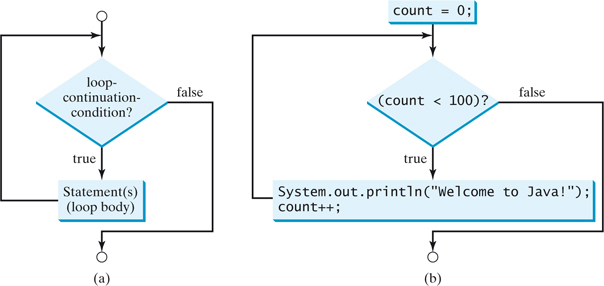 loop-
continuation-
condition?
false
true
Statement(s)
(loop body)
(a)
count = 0;
(count < 100)?
false
true
System.out.println("Welcome to Java!");
count++;
(b)